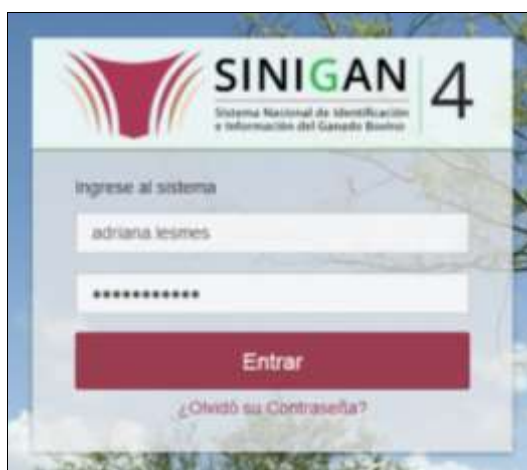 SINIGAN 4
Sistema Nacional de Identificación
e Información del Ganado Bovino
Ingrese al sistema
adriana.lesmes
•••••••••••
Entrar
¿Olvidó su Contraseña?